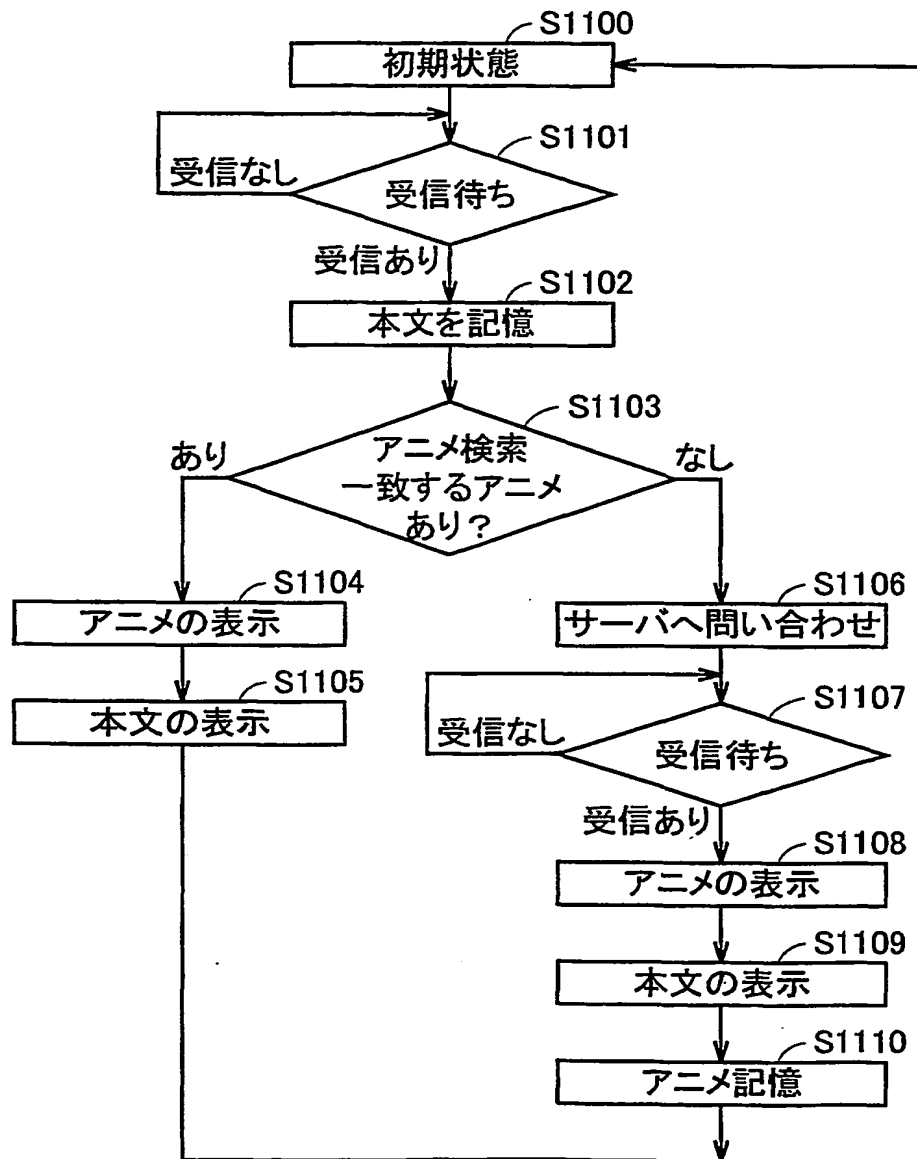 S1100
初期状態
S1101
受信なし
受信待ち
受信あり
S1102
本文を記憶
S1103
あり
アニメ検索
一致するアニメ
あり?
なし
S1104
アニメの表示
S1105
本文の表示
S1106
サーバへ問い合わせ
S1107
受信なし
受信待ち
受信あり
S1108
アニメの表示
S1109
本文の表示
S1110
アニメ記憶